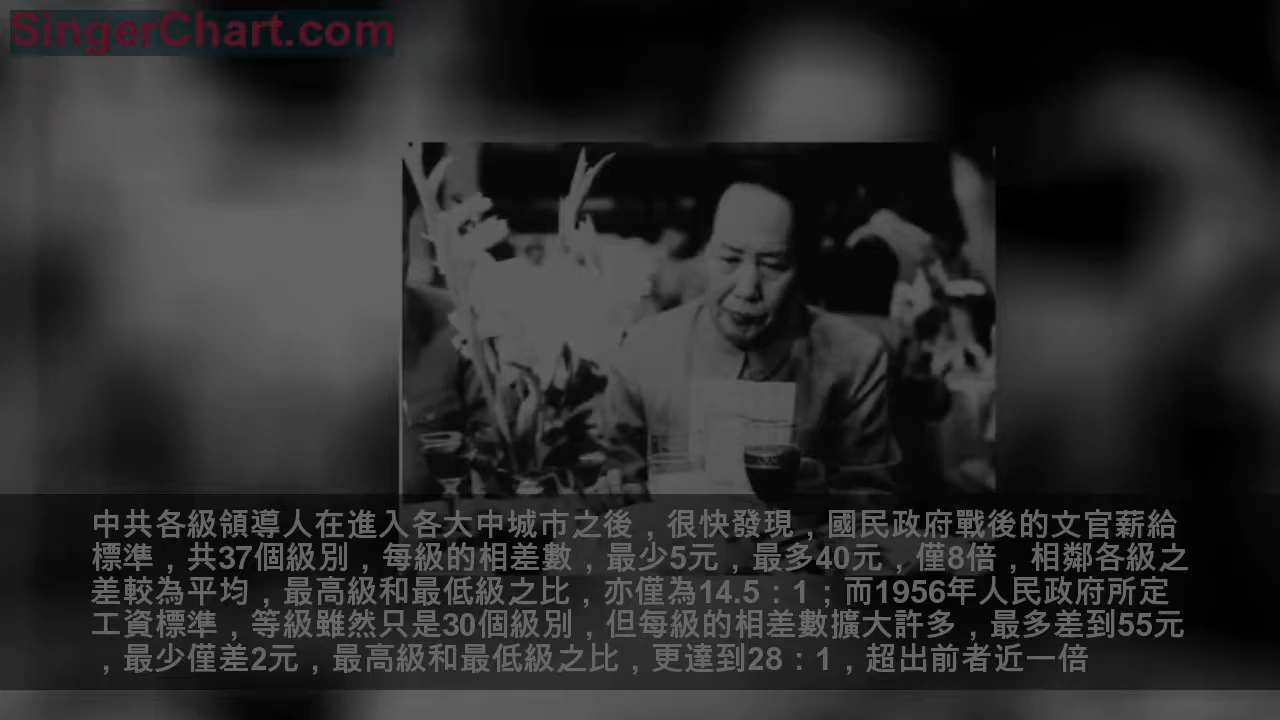 SingerChart.com
中共各級領導人在進入各大中城市之後，很快發現，國民政府戰後的文官薪給
標準，共37個級別，每級的相差數，最少5元，最多40元，僅8倍，相鄰各級之
差較為平均，最高級和最低級之比，亦僅為14.5：1；而1956年人民政府所定
工資標準，等級雖然只是30個級別，但每級的相差數擴大許多，最多差到55元
，最少僅差2元，最高級和最低級之比，更達到28：1，超出前者近一倍